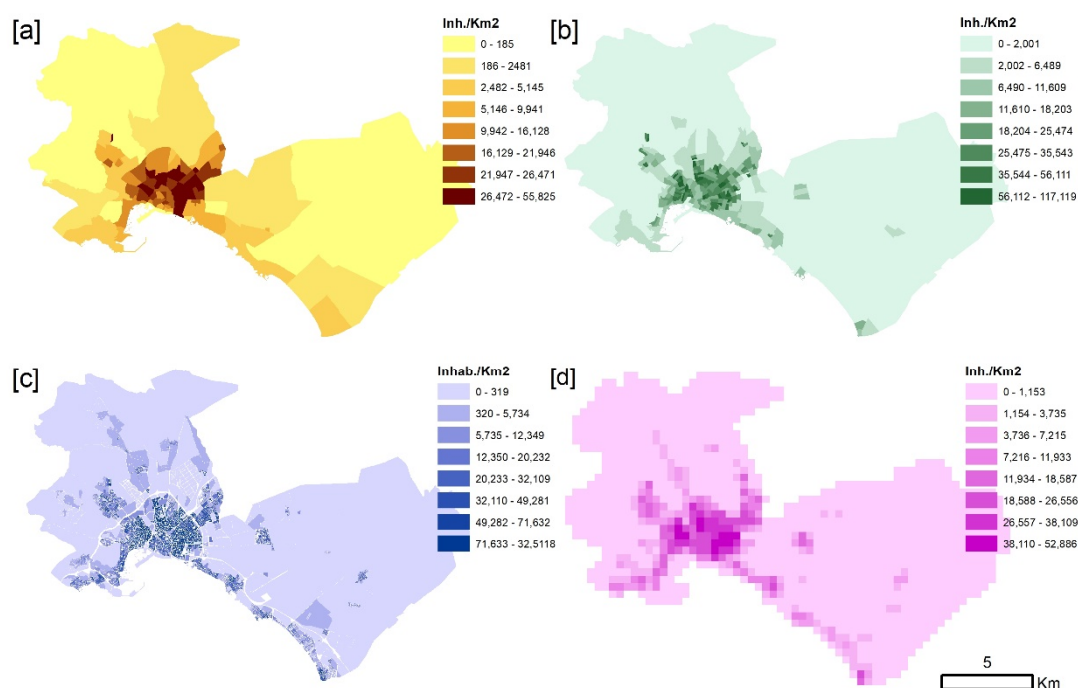 [a]
Inh./Km2
0 - 185
186 - 2481
2,482 - 5,145
5,146 - 9,941
9,942 - 16,128
16,129 - 21,946
21,947 - 26,471
26,472 - 55,825
[b]
Inh./Km2
0 - 2,001
2,002 - 6,489
6,490 - 11,609
11,610 - 18,203
18,204 - 25,474
25,475 - 35,543
35,544 - 56,111
56,112 - 117,119
[c]
Inhab./Km2
0 - 319
320 - 5,734
5,735 - 12,349
12,350 - 20,232
20,233 - 32,109
32,110 - 49,281
49,282 - 71,632
71,633 - 32,5118
[d]
Inh./Km2
0 - 1,153
1,154 - 3,735
3,736 - 7,215
7,216 - 11,933
11,934 - 18,587
18,588 - 26,556
26,557 - 38,109
38,110 - 52,886
5
Km